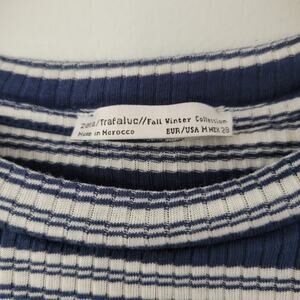 zara/Trafaluc//Fall Winter Collection
Made in Morocco EUR/USA M MEX 28